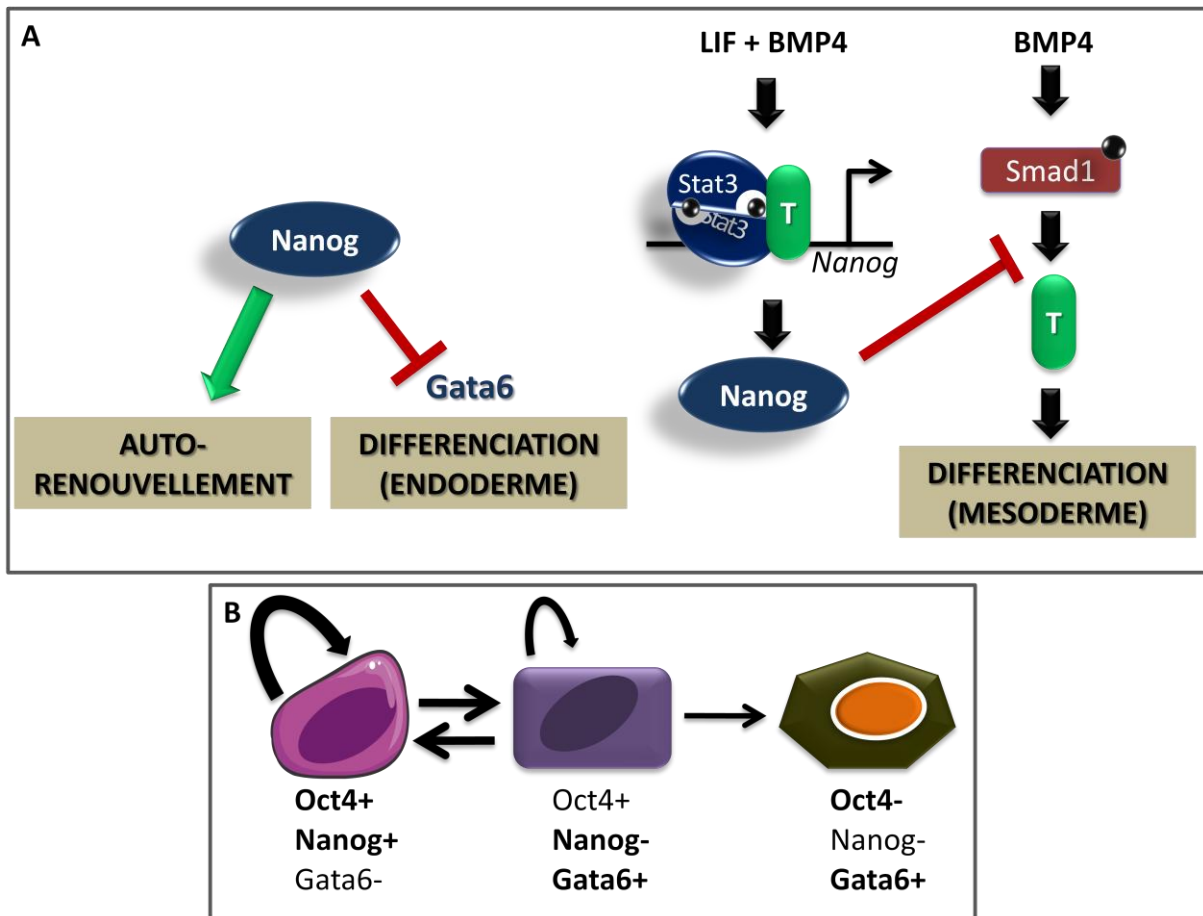 A
LIF + BMP4
BMP4
Stat3
Stat3
T
Nanog
Smad1
Nanog
T
Nanog
Gata6
AUTO-
RENOUVELLEMENT
DIFFERENCIATION
(ENDODERME)
DIFFERENCIATION
(MESODERME)
B
Oct4+
Nanog+
Gata6-
Oct4+
Nanog-
Gata6+
Oct4-
Nanog-
Gata6+